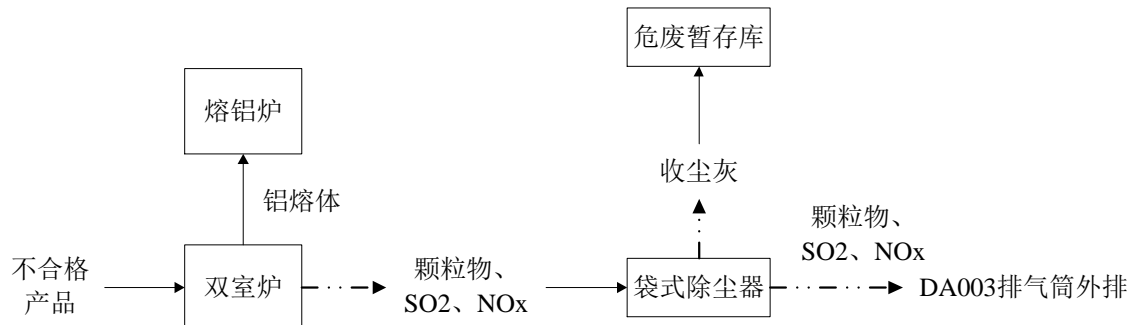 危废暂存库
熔铝炉
收尘灰
铝熔体
颗粒物、
SO2、NOx
不合格
产品
双室炉
颗粒物、
SO2、NOx
袋式除尘器
DA003排气筒外排